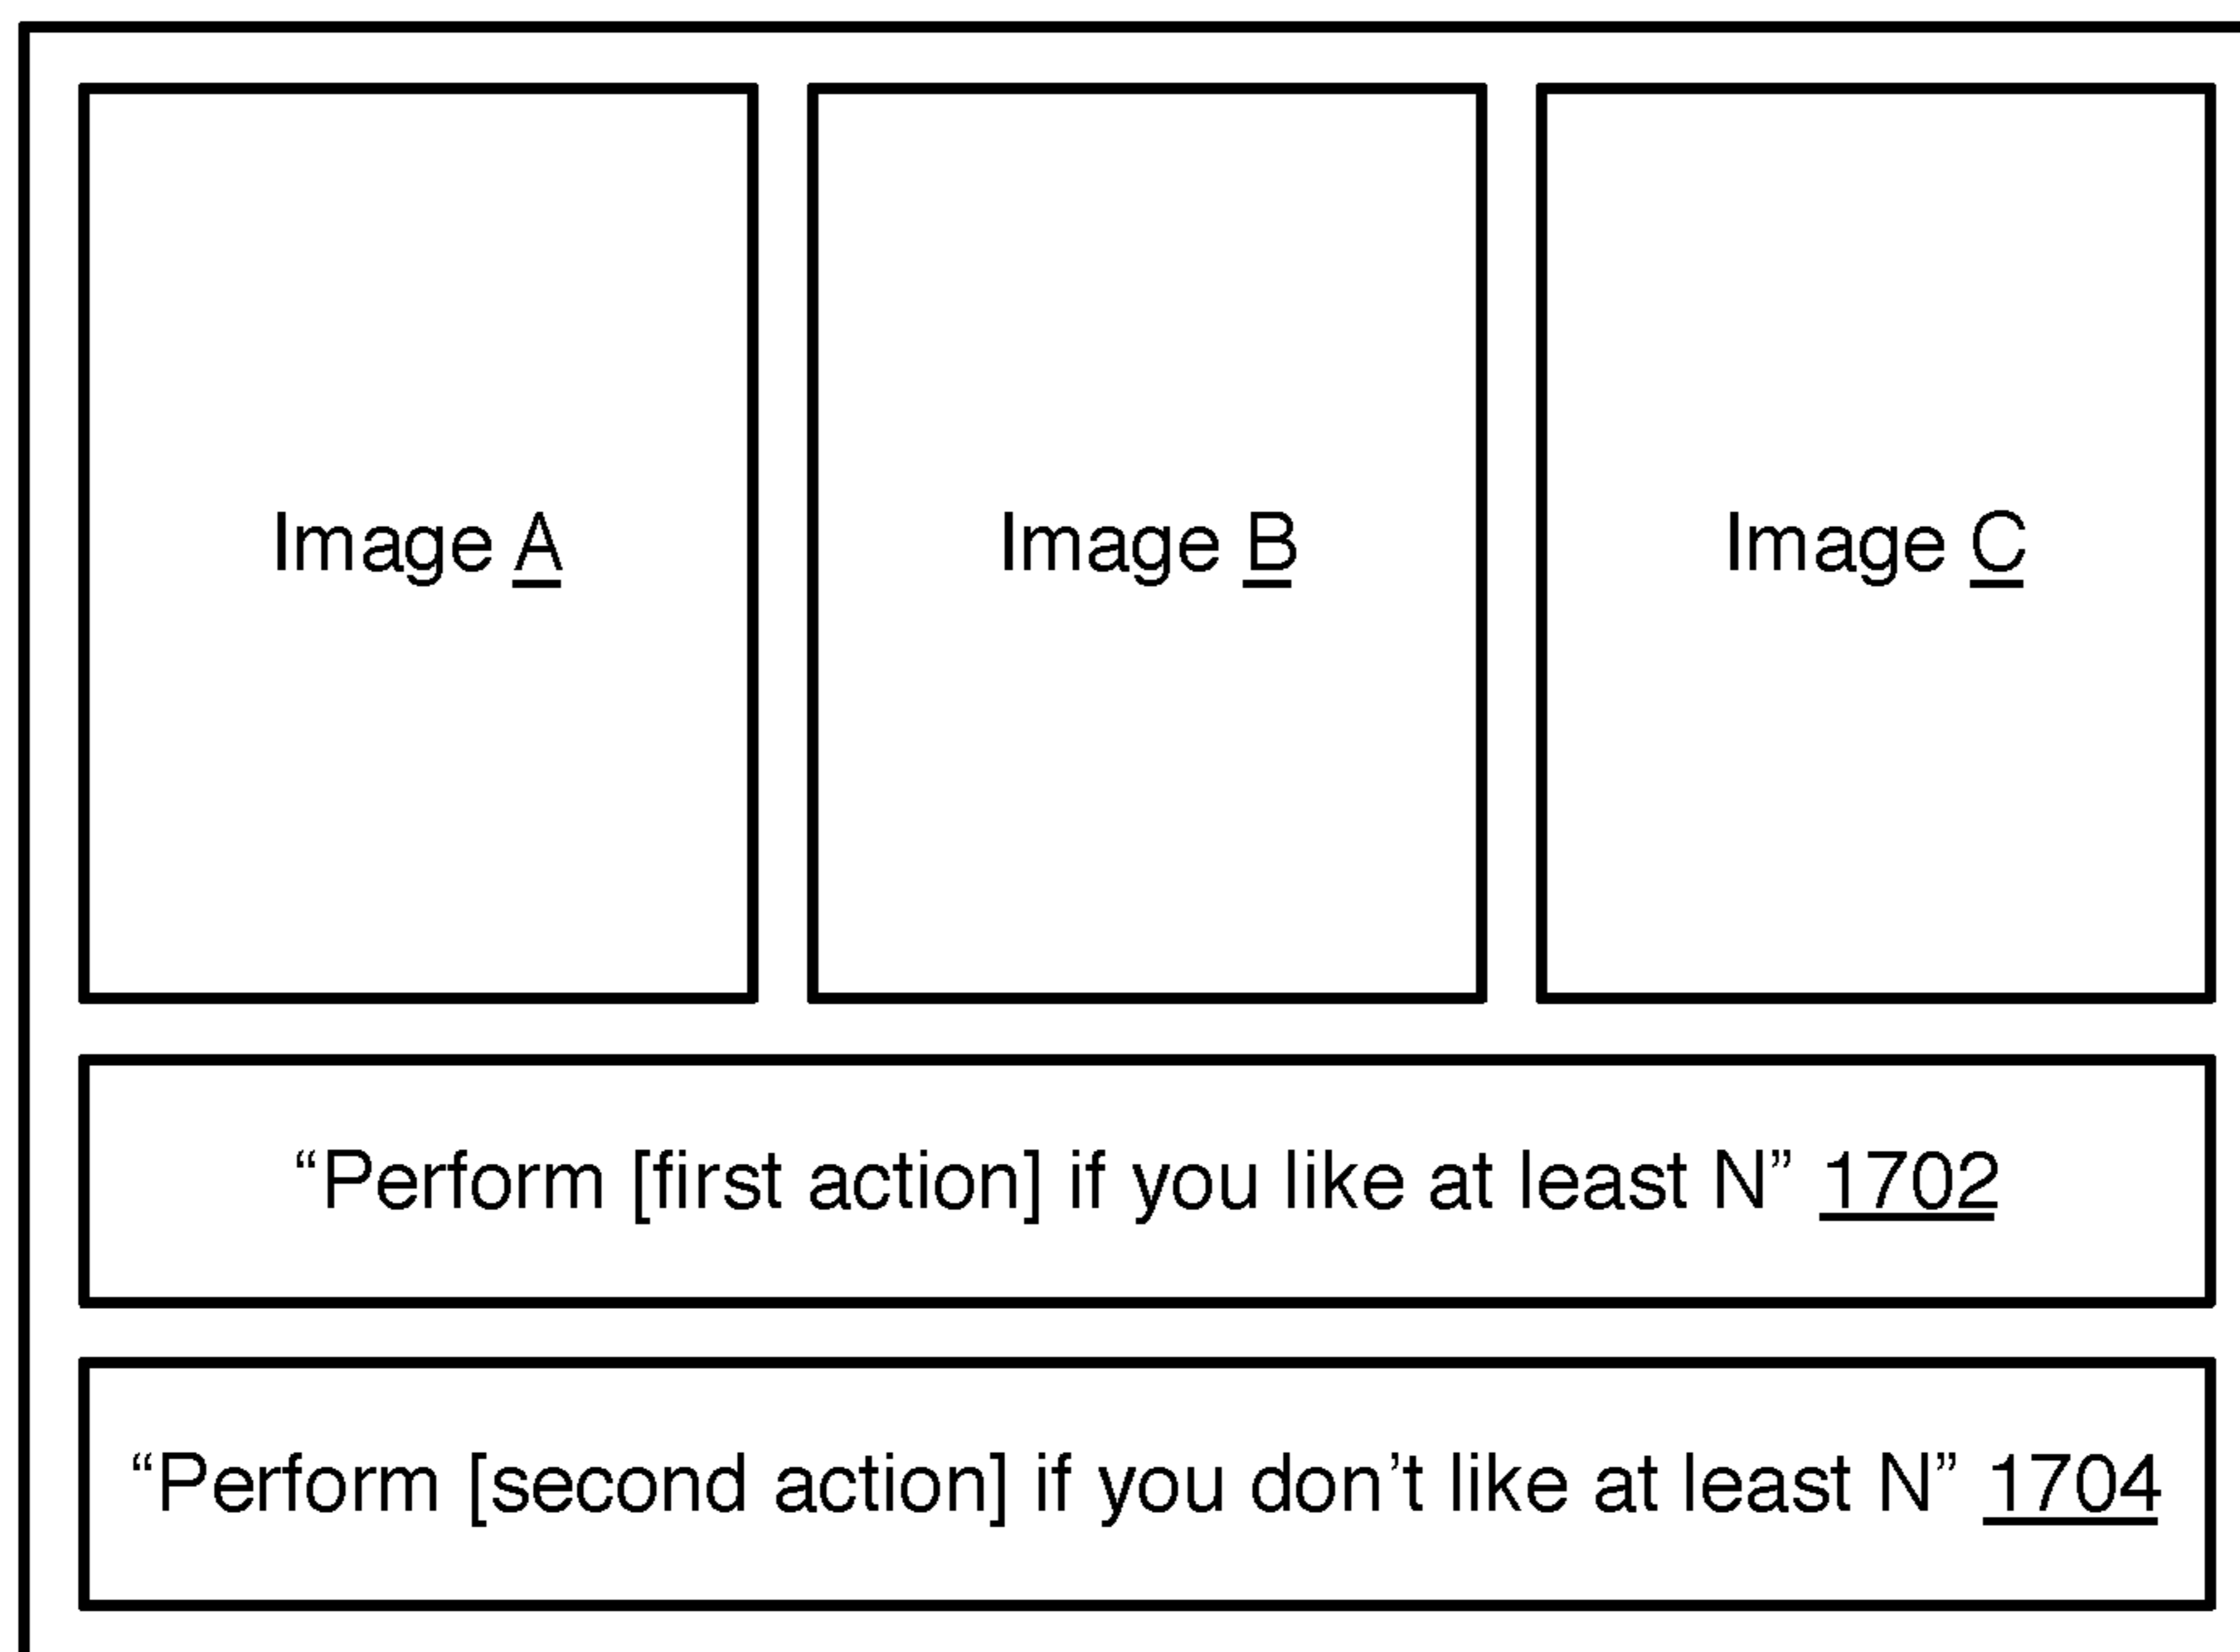 Image A
Image B
Image C
“Perform [first action] if you like at least N” 1702
“Perform [second action] if you don’t like at least N” 1704